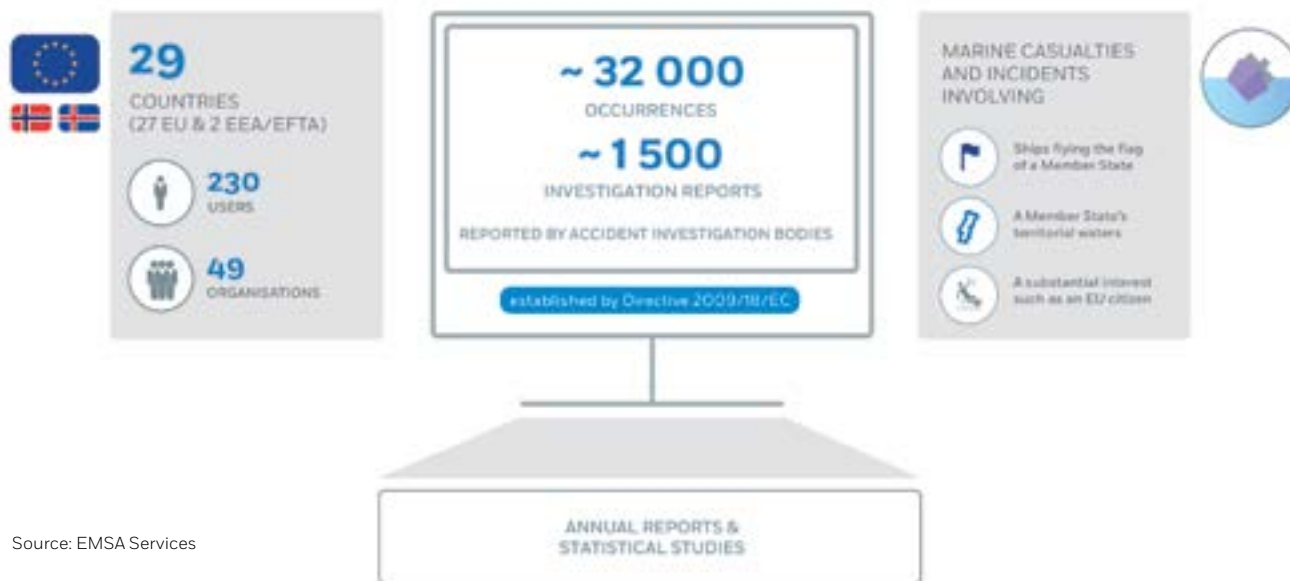 29
COUNTRIES
(27 EU & 2 EEA/EFTA)
230
USERS
49
ORGANISATIONS
~ 32 000
OCCURRENCES
~ 1 500
INVESTIGATION REPORTS
REPORTED BY ACCIDENT INVESTIGATION BODIES
established by Directive 2009/18/EC
MARINE CASUALTIES
AND INCIDENTS
INVOLVING
Ships flying the flag
of a Member State
A Member State's
territorial waters
A substantial interest
such as an EU citizen
ANNUAL REPORTS &
STATISTICAL STUDIES
Source: EMSA Services